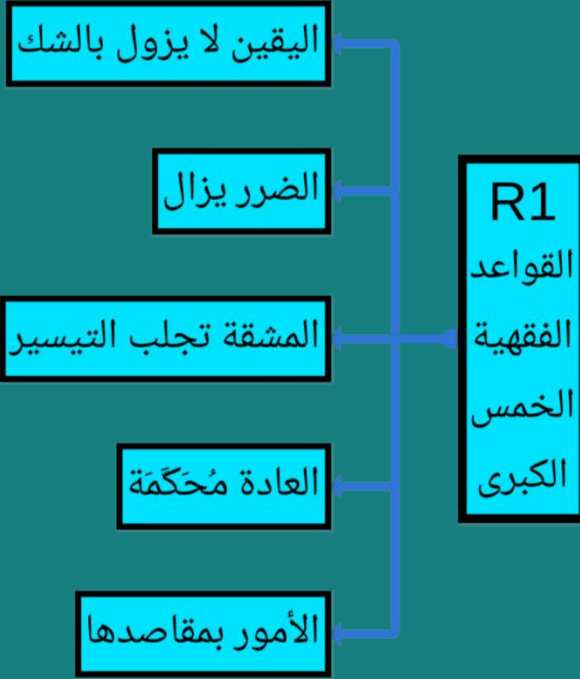 R1
القواعد
الفقهية
الخمس
الكبرى
اليقين لا يزول بالشك
الضرر يزال
المشقة تجلب التيسير
العادة مُحَكَّمَة
الأمور بمقاصدها